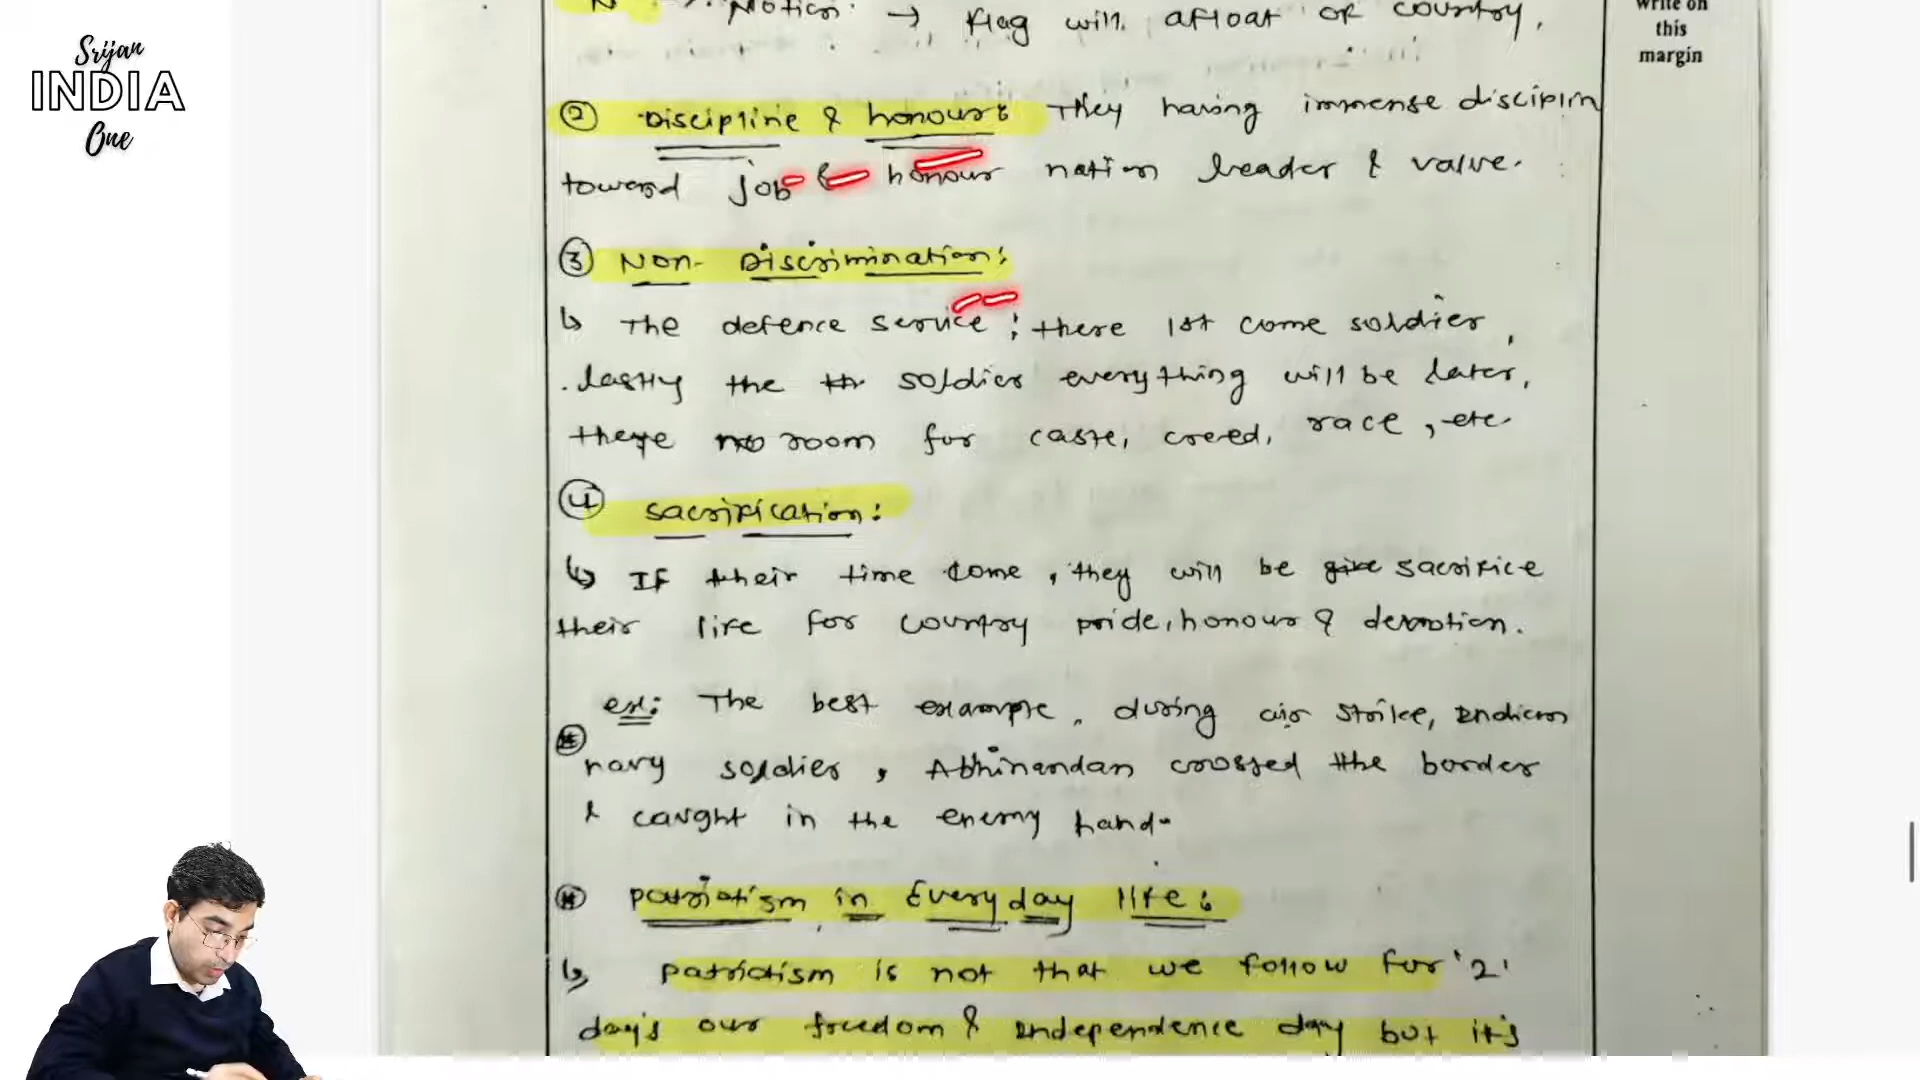 Srijan
INDIA
One
write on
this
margin
Motion → flag will afloat of country.
② Discipline & honour: They having immense disciplin
toward job & honour nation leader & value.
③ Non-Discrimination:
↳ The defence service; there 1st come soldier,
lastly the soldier everything will be later,
there no room for caste, creed, race, etc
④ Sacrification:
↳ If their time come, they will be give sacrifice
their life for country pride, honour & devotion.
ex: The best example, during air strike, Indian
navy soldier, Abhinandan crossed the border
& caught in the enemy hand.
patriotism in Every day life:
↳ patriotism is not that we follow for '2'
day's our freedom & independence day but it's